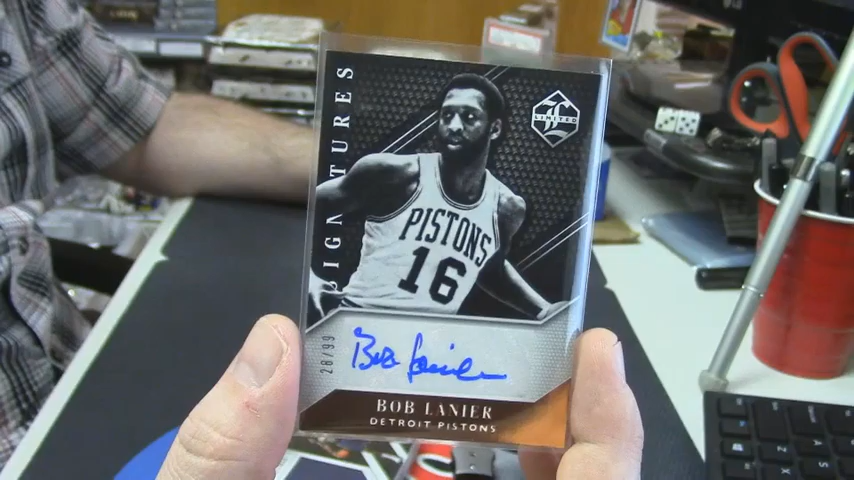 SIGNATURES
LIMITED
PISTONS
16
28/99
Bob Lanier
BOB LANIER
DETROIT PISTONS